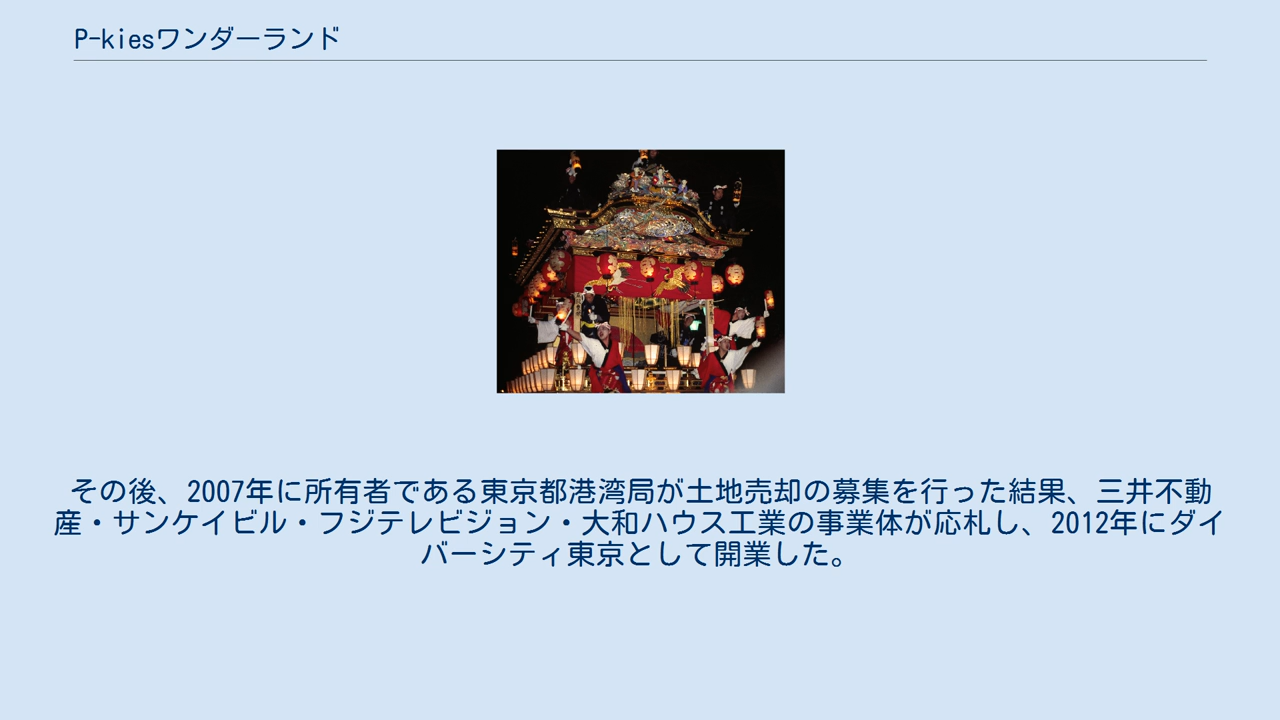 P-kiesワンダーランド
その後、2007年に所有者である東京都港湾局が土地売却の募集を行った結果、三井不動
産・サンケイビル・フジテレビジョン・大和ハウス工業の事業体が応札し、2012年にダイ
バーシティ東京として開業した。